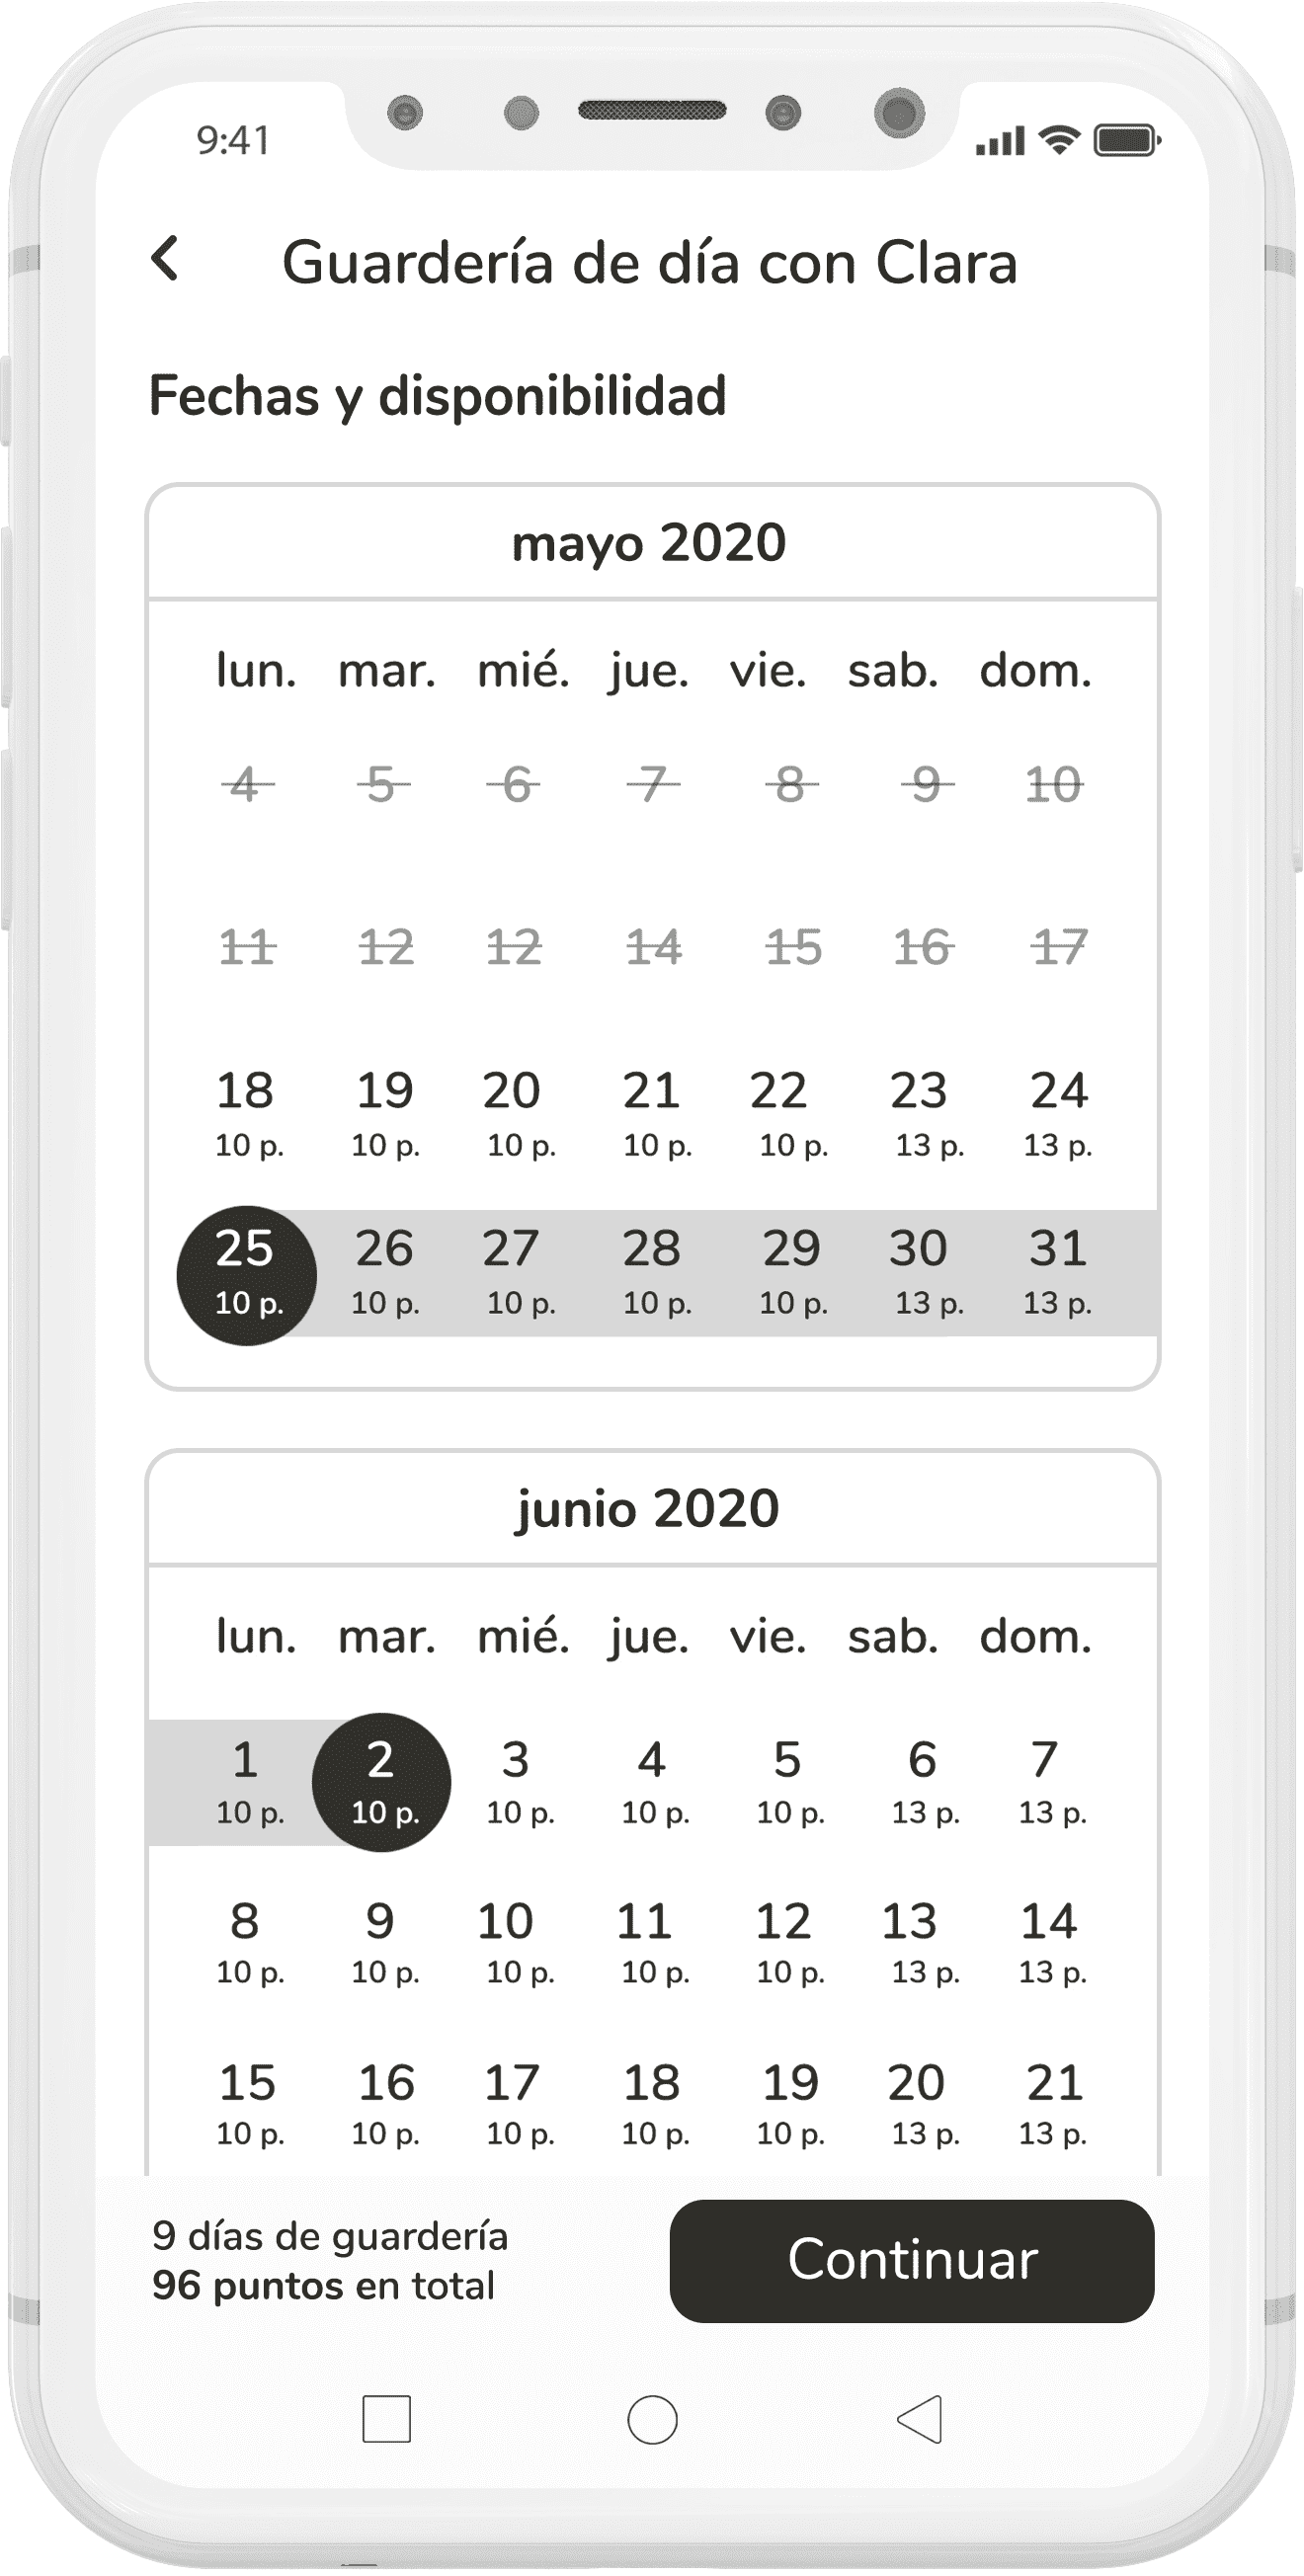 9:41
Guardería de día con Clara
Fechas y disponibilidad
mayo 2020
lun. mar. mié. jue. vie. sab. dom.
4 5 6 7 8 9 10
11 12 12 14 15 16 17
18 19 20 21 22 23 24
10 p. 10 p. 10 p. 10 p. 10 p. 13 p. 13 p.
25 26 27 28 29 30 31
10 p. 10 p. 10 p. 10 p. 10 p. 13 p. 13 p.
junio 2020
lun. mar. mié. jue. vie. sab. dom.
1 2 3 4 5 6 7
10 p. 10 p. 10 p. 10 p. 10 p. 13 p. 13 p.
8 9 10 11 12 13 14
10 p. 10 p. 10 p. 10 p. 10 p. 13 p. 13 p.
15 16 17 18 19 20 21
10 p. 10 p. 10 p. 10 p. 10 p. 13 p. 13 p.
9 días de guardería
96 puntos en total
Continuar